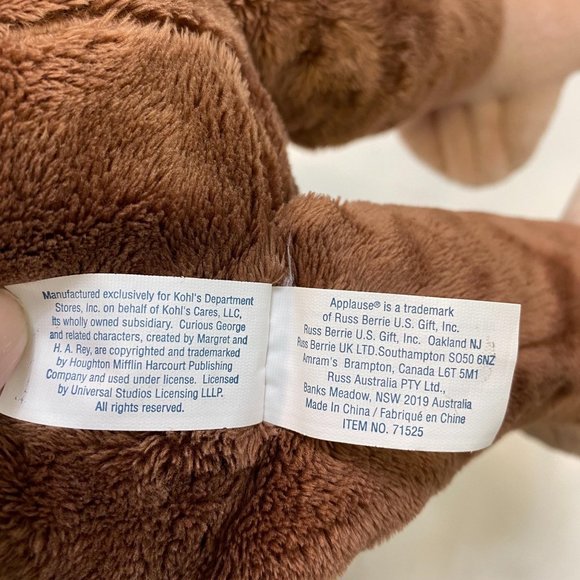 Manufactured exclusively for Kohl's Department
Stores, Inc. on behalf of Kohl's Cares, LLC,
Its wholly owned subsidiary. Curious George
and related characters, created by Margret and
H. A. Rey, are copyrighted and trademarked
by Houghton Mifflin Harcourt Publishing
Company and used under license. Licensed
by Universal Studios Licensing LLLP.
All rights reserved.
Applause® is a trademark
of Russ Berrie U.S. Gift, Inc.
Russ Berrie U.S. Gift, Inc. Oakland NJ
Russ Berrie UK LTD.Southampton SO50 6NZ
Amram's Brampton, Canada L6T 5M1
Russ Australia PTY Ltd.,
Banks Meadow, NSW 2019 Australia
Made In China / Fabriqué en Chine
ITEM NO. 71525